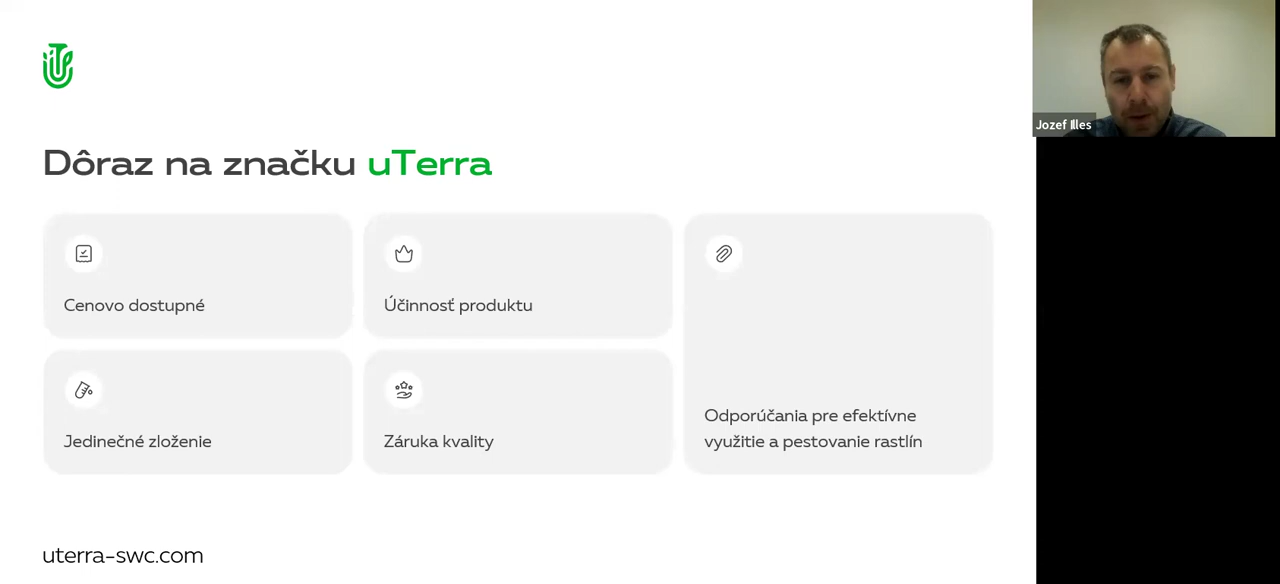 Dôraz na značku uTerra
Cenovo dostupné
Účinnosť produktu
Jedinečné zloženie
Záruka kvality
Odporúčania pre efektívne
využitie a pestovanie rastlín
uterra-swc.com
Jozef Illes